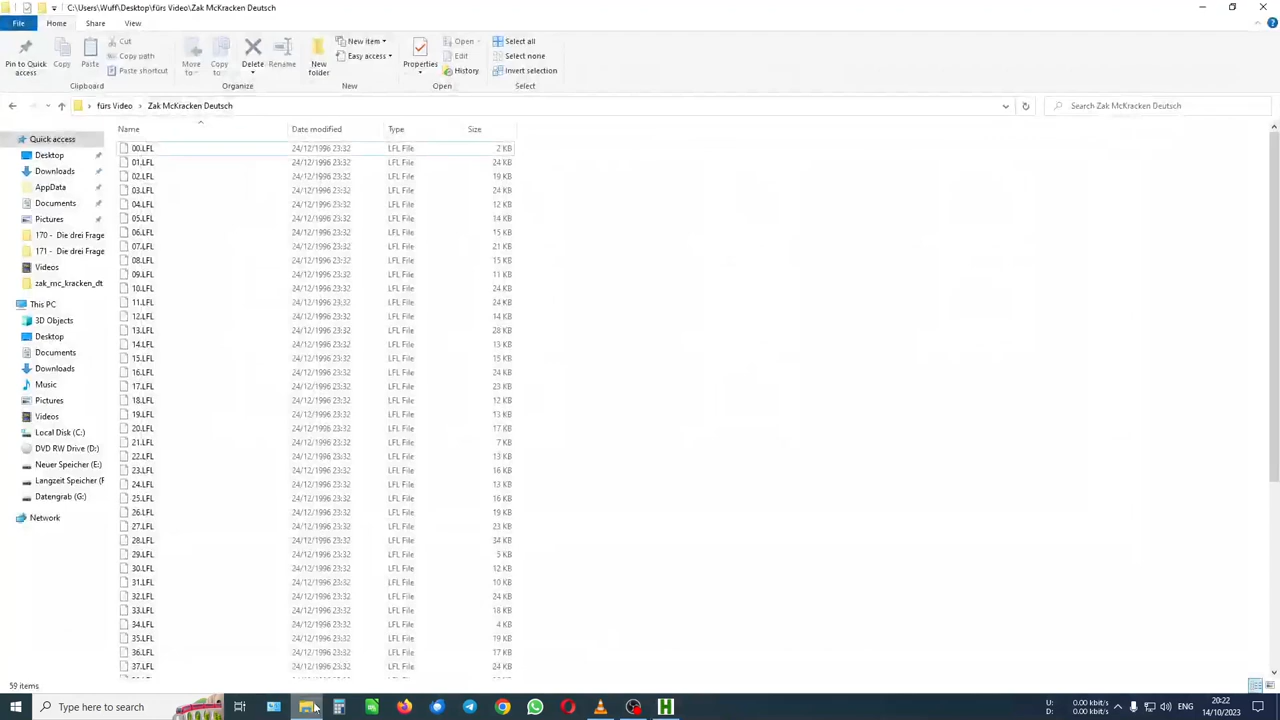 C:\Users\Wuff\Desktop\fürs Video\Zak McKracken Deutsch
File Home Share View
Pin to Quick access
Copy
Paste
Cut
Copy path
Paste shortcut
Clipboard
Move to
Copy to
Delete
Rename
Organize
New folder
New item
Easy access
New
Properties
Open
Edit
History
Open
Select all
Select none
Invert selection
Select
fürs Video > Zak McKracken Deutsch
Search Zak McKracken Deutsch
Name Date modified Type Size
Quick access
Desktop
Downloads
AppData
Documents
Pictures
170 - Die drei Frage
171 - Die drei Frage
Videos
zak_mc_kracken_dt
This PC
3D Objects
Desktop
Documents
Downloads
Music
Pictures
Videos
Local Disk (C:)
DVD RW Drive (D:)
Neuer Speicher (E:)
Langzeit Speicher (F
Datengrab (G:)
Network
00.LFL 24/12/1996 23:32 LFL File 2 KB
01.LFL 24/12/1996 23:32 LFL File 24 KB
02.LFL 24/12/1996 23:32 LFL File 19 KB
03.LFL 24/12/1996 23:32 LFL File 24 KB
04.LFL 24/12/1996 23:32 LFL File 12 KB
05.LFL 24/12/1996 23:32 LFL File 14 KB
06.LFL 24/12/1996 23:32 LFL File 15 KB
07.LFL 24/12/1996 23:32 LFL File 21 KB
08.LFL 24/12/1996 23:32 LFL File 15 KB
09.LFL 24/12/1996 23:32 LFL File 11 KB
10.LFL 24/12/1996 23:32 LFL File 24 KB
11.LFL 24/12/1996 23:32 LFL File 24 KB
12.LFL 24/12/1996 23:32 LFL File 14 KB
13.LFL 24/12/1996 23:32 LFL File 28 KB
14.LFL 24/12/1996 23:32 LFL File 13 KB
15.LFL 24/12/1996 23:32 LFL File 15 KB
16.LFL 24/12/1996 23:32 LFL File 24 KB
17.LFL 24/12/1996 23:32 LFL File 23 KB
18.LFL 24/12/1996 23:32 LFL File 12 KB
19.LFL 24/12/1996 23:32 LFL File 13 KB
20.LFL 24/12/1996 23:32 LFL File 17 KB
21.LFL 24/12/1996 23:32 LFL File 7 KB
22.LFL 24/12/1996 23:32 LFL File 13 KB
23.LFL 24/12/1996 23:32 LFL File 16 KB
24.LFL 24/12/1996 23:32 LFL File 13 KB
25.LFL 24/12/1996 23:32 LFL File 16 KB
26.LFL 24/12/1996 23:32 LFL File 19 KB
27.LFL 24/12/1996 23:32 LFL File 23 KB
28.LFL 24/12/1996 23:32 LFL File 34 KB
29.LFL 24/12/1996 23:32 LFL File 5 KB
30.LFL 24/12/1996 23:32 LFL File 12 KB
31.LFL 24/12/1996 23:32 LFL File 10 KB
32.LFL 24/12/1996 23:32 LFL File 24 KB
33.LFL 24/12/1996 23:32 LFL File 18 KB
34.LFL 24/12/1996 23:32 LFL File 4 KB
35.LFL 24/12/1996 23:32 LFL File 19 KB
36.LFL 24/12/1996 23:32 LFL File 17 KB
37.LFL 24/12/1996 23:32 LFL File 24 KB
59 items
Type here to search
U: 0.00 kbit/s
D: 0.00 kbit/s
ENG
20:22
14/10/2023